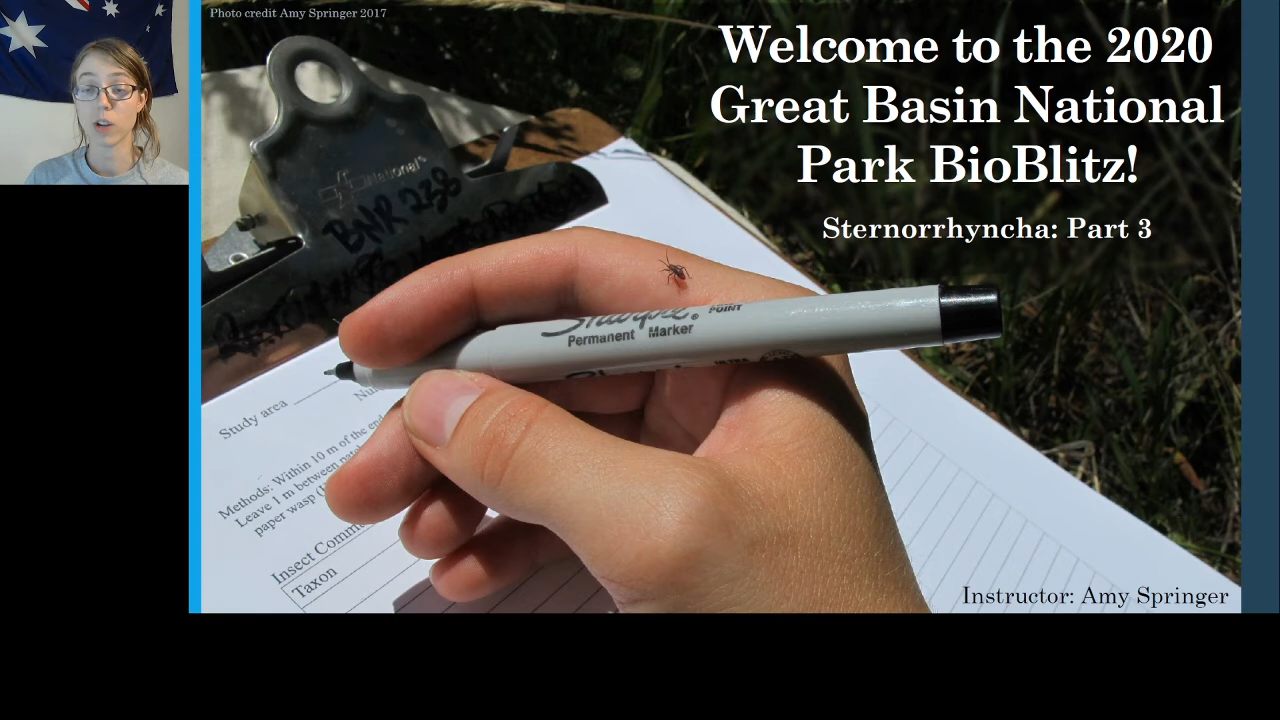 Photo credit Amy Springer 2017
Welcome to the 2020
Great Basin National
Park BioBlitz!
Sternorrhyncha: Part 3
National
BNR 238
Sharpie® POINT
Permanent Marker
Study area
Methods: Within 10 m of the end
Leave 1 m between
paper wasp
Insect
Taxon
Instructor: Amy Springer